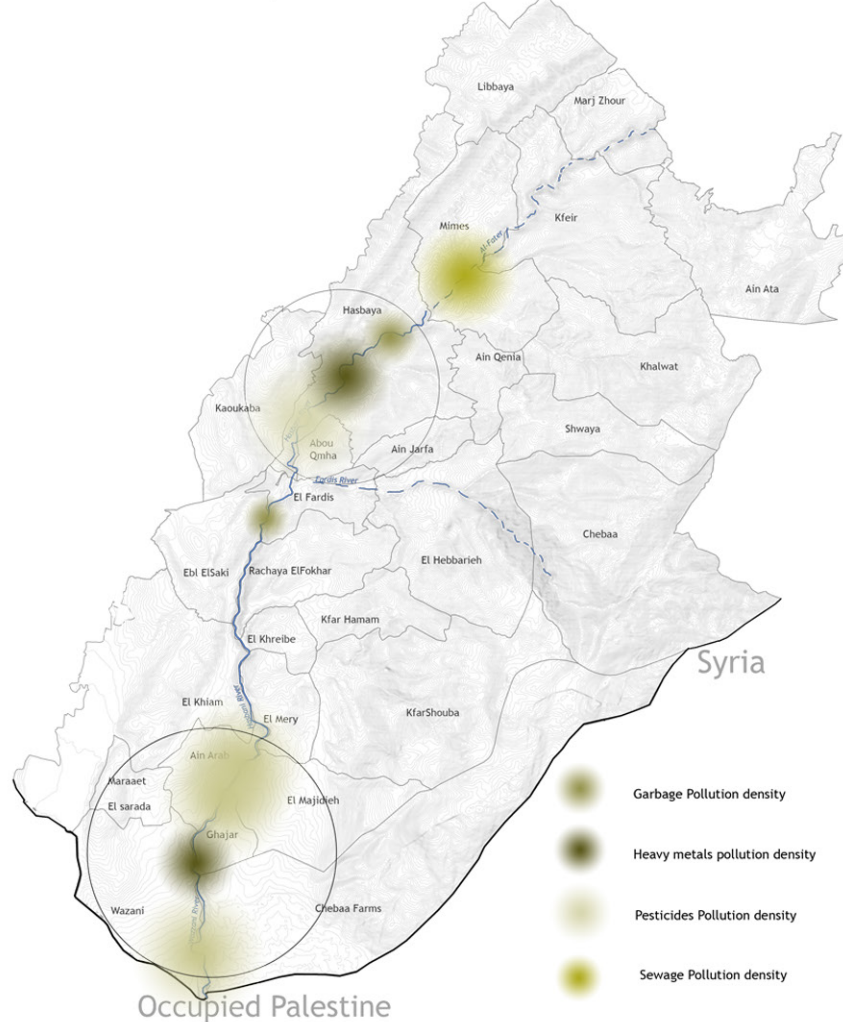 Libbaya
Marj Zhour
Mimes
Al-Fater
Kfeir
Ain Ata
Hasbaya
Ain Qenia
Khalwat
Kaoukaba
Shwaya
Abou
Qmha
Ain Jarfa
Fardis River
El Fardis
Chebaa
El Hebbarieh
Ebl ElSaki
Rachaya ElFokhar
Kfar Hamam
El Khreibe
Syria
El Khiam
El Mery
KfarShouba
Ain Arab
Maraaet
El sarada
El Majidieh
Garbage Pollution density
Ghajar
Heavy metals pollution density
Wazani
Chebaa Farms
Pesticides Pollution density
Sewage Pollution density
Occupied Palestine